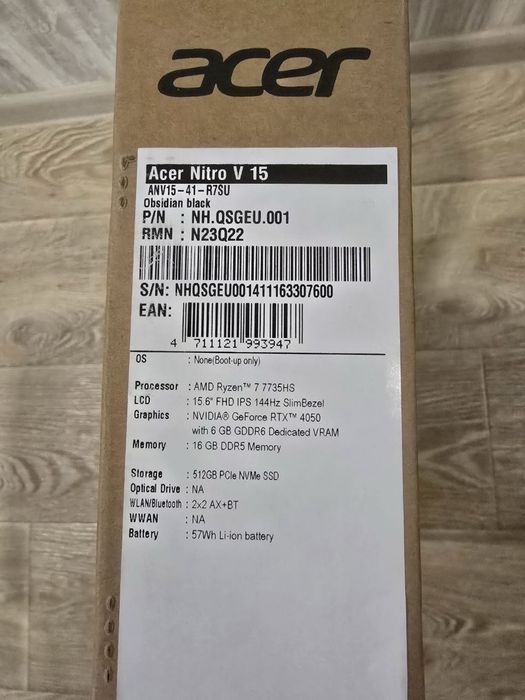 acer
Acer Nitro V 15
ANV15-41-R7SU
Obsidian black
P/N : NH.QSGEU.001
RMN : N23Q22
S/N: NHQSGEU001411163307600
EAN:
4 711121 993947
OS : None(Boot-up only)
Processor : AMD Ryzen™ 7 7735HS
LCD : 15.6" FHD IPS 144Hz SlimBezel
Graphics : NVIDIA® GeForce RTX™ 4050
with 6 GB GDDR6 Dedicated VRAM
Memory : 16 GB DDR5 Memory
Storage : 512GB PCIe NVMe SSD
Optical Drive : NA
WLAN/Bluetooth : 2x2 AX+BT
WWAN : NA
Battery : 57Wh Li-ion battery